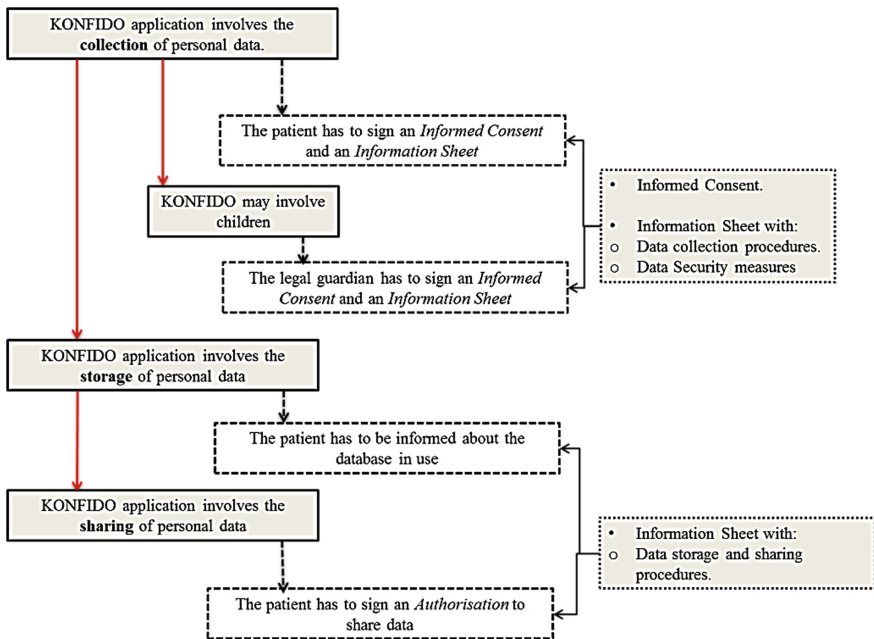 KONFIDO application involves the
collection of personal data.
The patient has to sign an Informed Consent
and an Information Sheet
KONFIDO may involve
children
The legal guardian has to sign an Informed
Consent and an Information Sheet
• Informed Consent.
• Information Sheet with:
o Data collection procedures.
o Data Security measures
KONFIDO application involves the
storage of personal data
The patient has to be informed about the
database in use
KONFIDO application involves the
sharing of personal data
The patient has to sign an Authorisation to
share data
• Information Sheet with:
o Data storage and sharing
procedures.